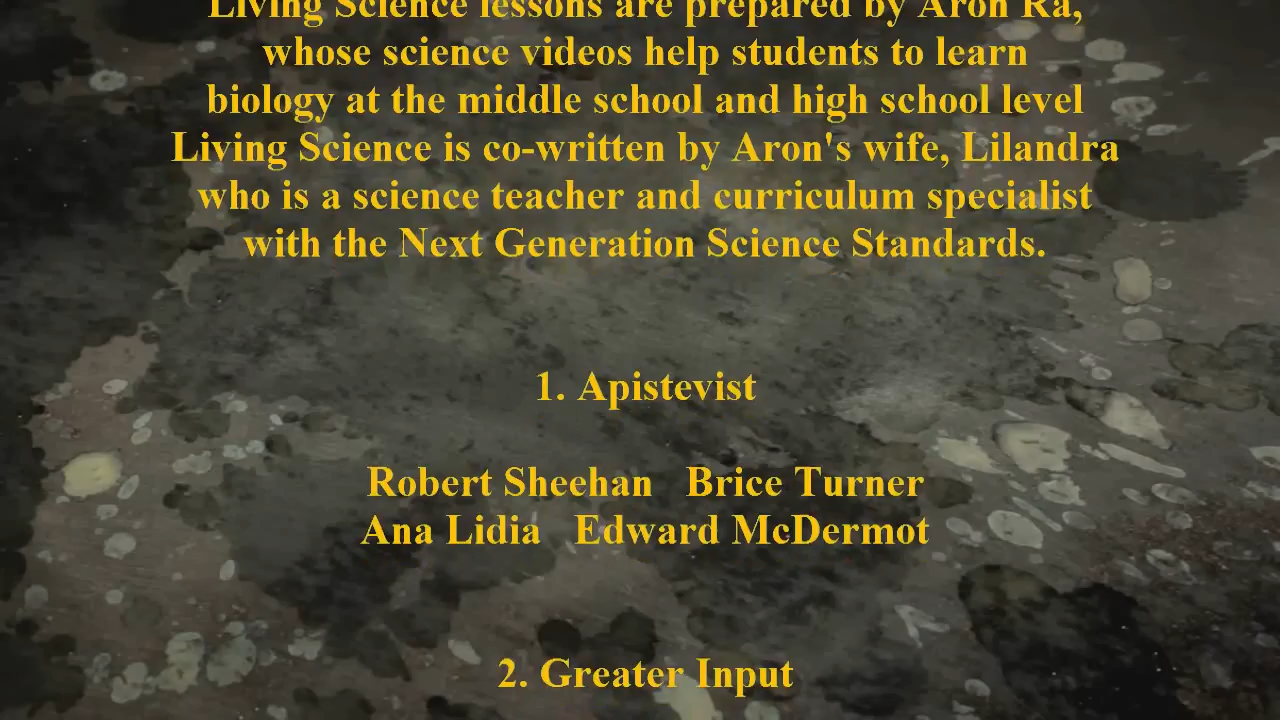 Living Science lessons are prepared by Aron Ra,
whose science videos help students to learn
biology at the middle school and high school level
Living Science is co-written by Aron's wife, Lilandra
who is a science teacher and curriculum specialist
with the Next Generation Science Standards.
1. Apistevist
Robert Sheehan Brice Turner
Ana Lidia Edward McDermot
2. Greater Input